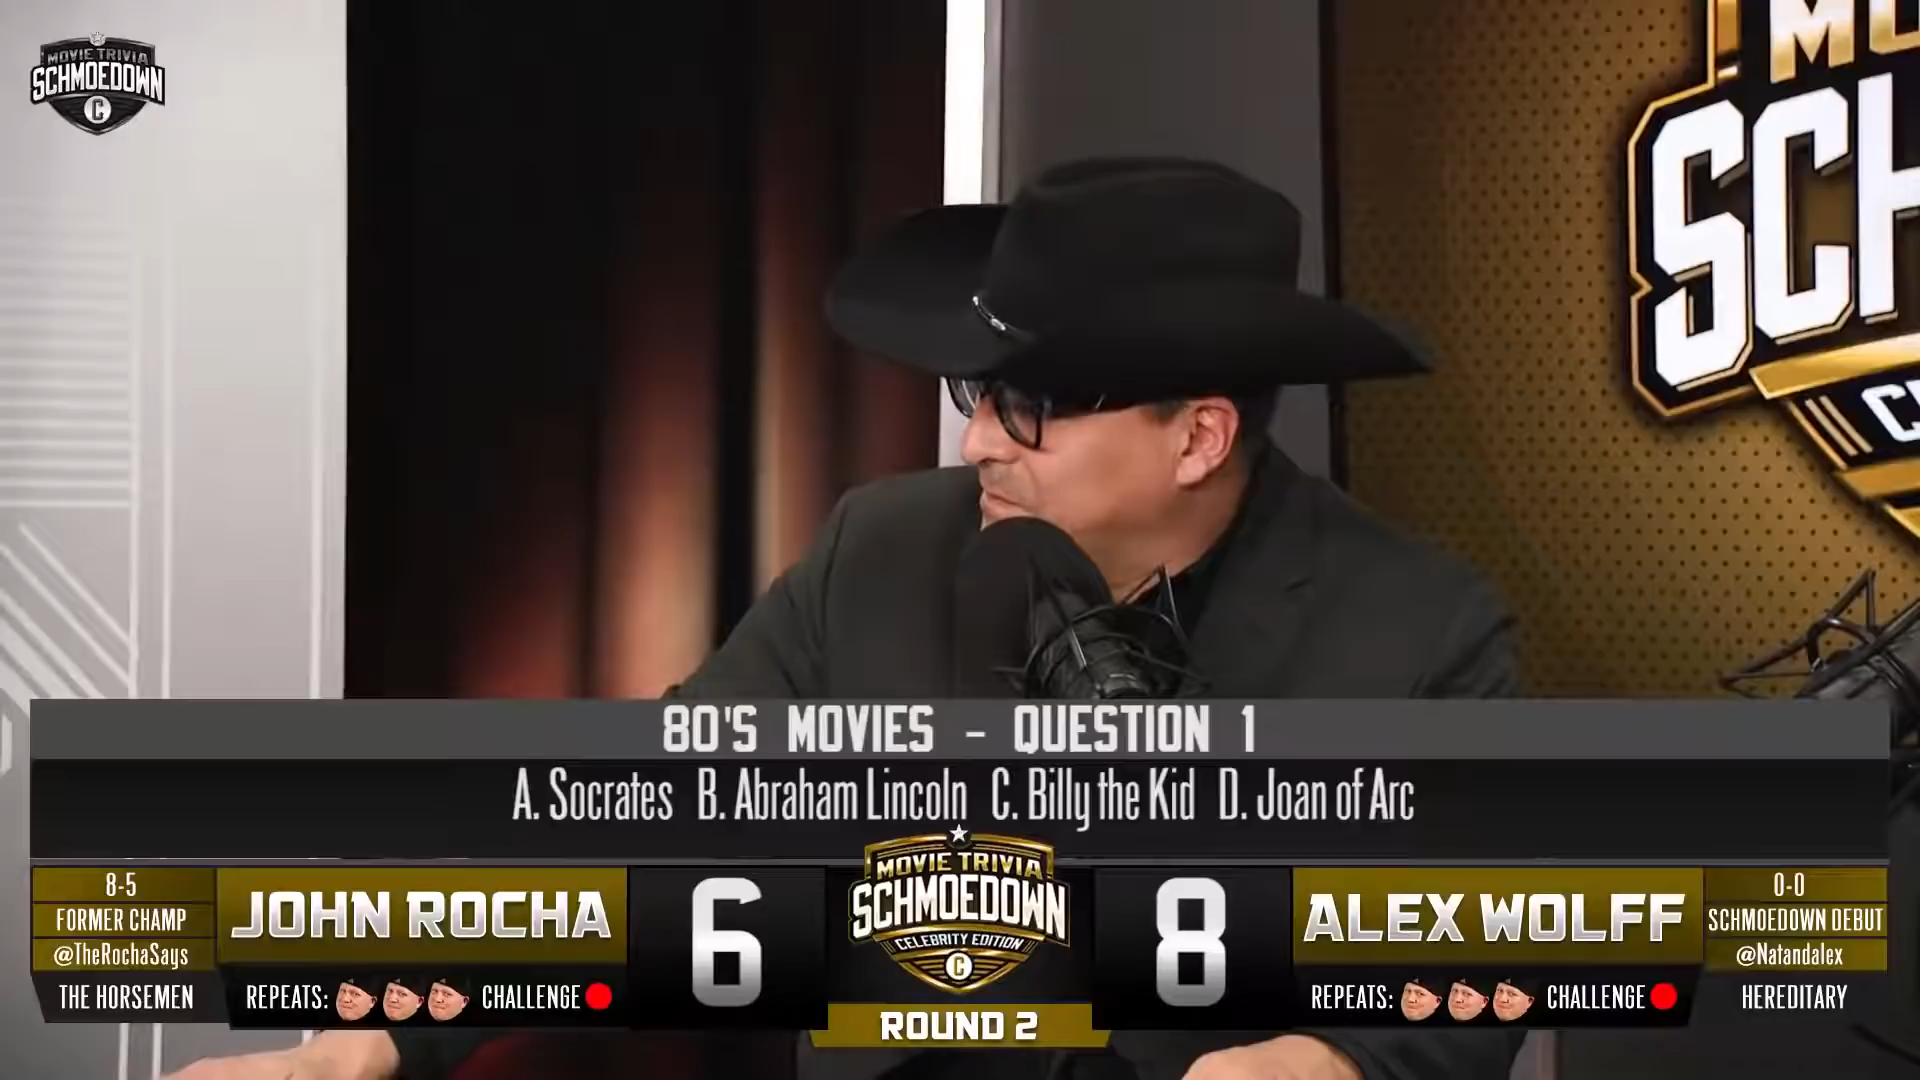 MOVIE TRIVIA
SCHMOEDOWN
C
80'S MOVIES - QUESTION 1
A. Socrates B. Abraham Lincoln C. Billy the Kid D. Joan of Arc
8-5
FORMER CHAMP
@TheRochaSays
THE HORSEMEN
JOHN ROCHA
REPEATS:
CHALLENGE
6
MOVIE TRIVIA
SCHMOEDOWN
CELEBRITY EDITION
C
ROUND 2
8
ALEX WOLFF
REPEATS:
CHALLENGE
0-0
SCHMOEDOWN DEBUT
@Natandalex
HEREDITARY